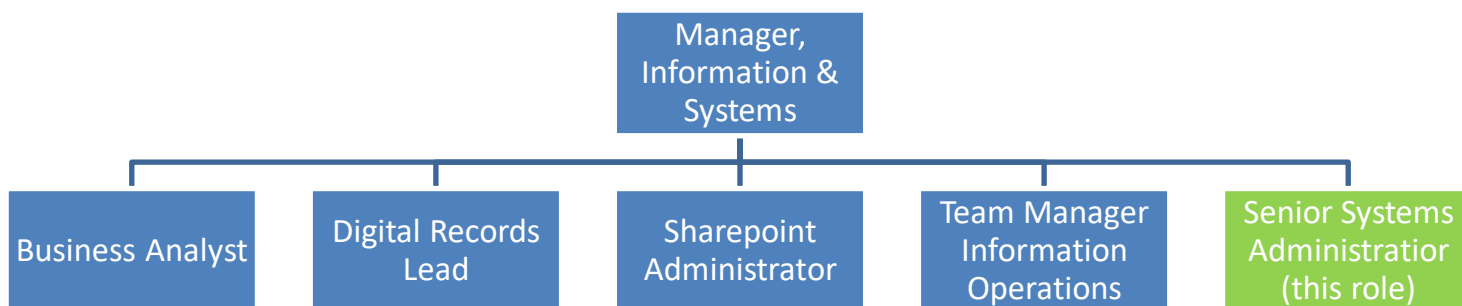 Manager,
Information &
Systems
Business Analyst
Digital Records
Lead
Sharepoint
Administrator
Team Manager
Information
Operations
Senior Systems
Administratior
(this role)